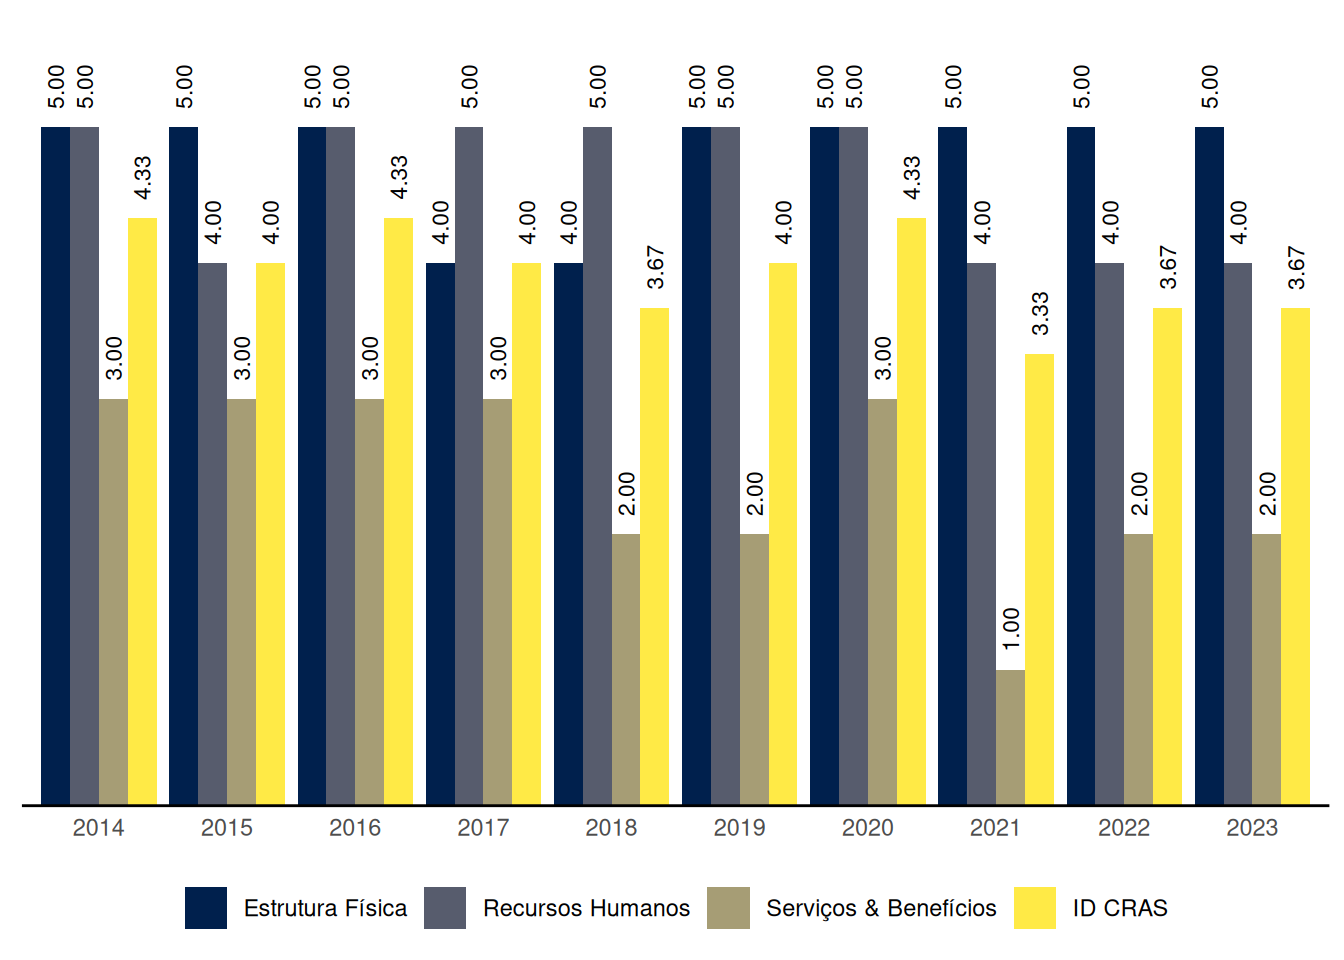 5.00 5.00 3.00 4.33
5.00 4.00 3.00 4.00
5.00 5.00 3.00 4.33
4.00 5.00 3.00 4.00
4.00 5.00 2.00 3.67
5.00 5.00 2.00 4.00
5.00 5.00 3.00 4.33
5.00 4.00 1.00 3.33
5.00 4.00 2.00 3.67
5.00 4.00 2.00 3.67
2014 2015 2016 2017 2018 2019 2020 2021 2022 2023
Estrutura Física Recursos Humanos Serviços & Benefícios ID CRAS